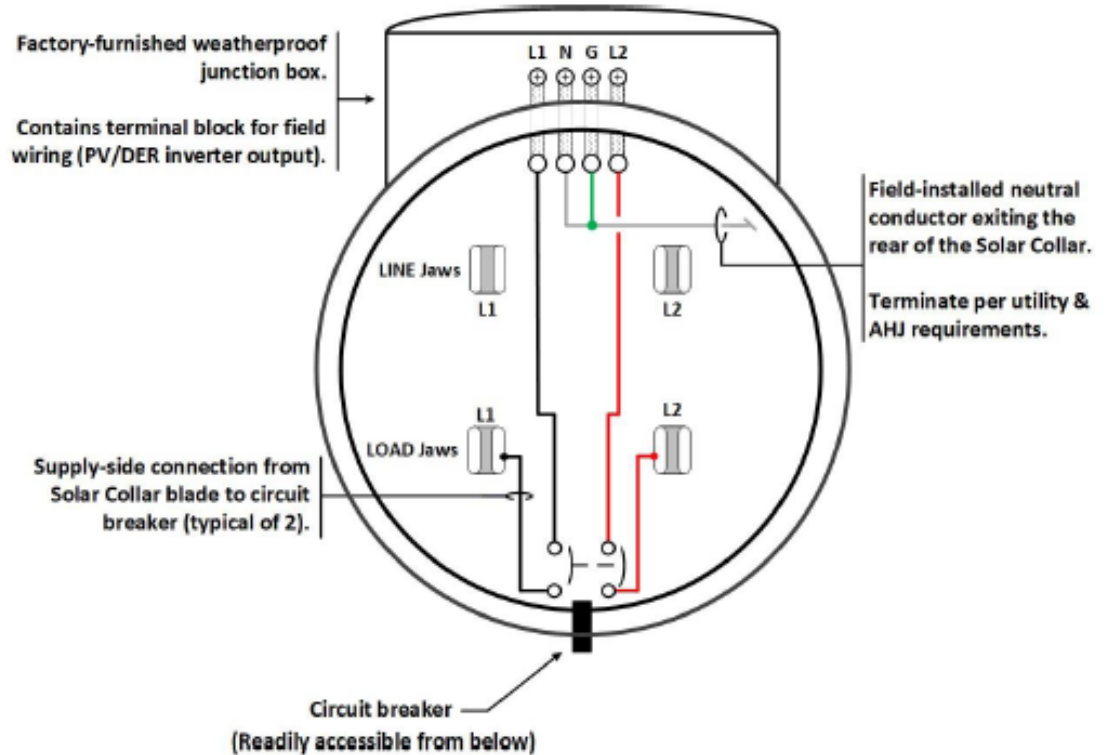 Factory-furnished weatherproof
junction box.
Contains terminal block for field
wiring (PV/DER inverter output).
L1 N G L2
Field-installed neutral
conductor exiting the
rear of the Solar Collar.
Terminate per utility &
AHJ requirements.
LINE Jaws
L1
L2
L1
L2
LOAD Jaws
Supply-side connection from
Solar Collar blade to circuit
breaker (typical of 2).
Circuit breaker
(Readily accessible from below)